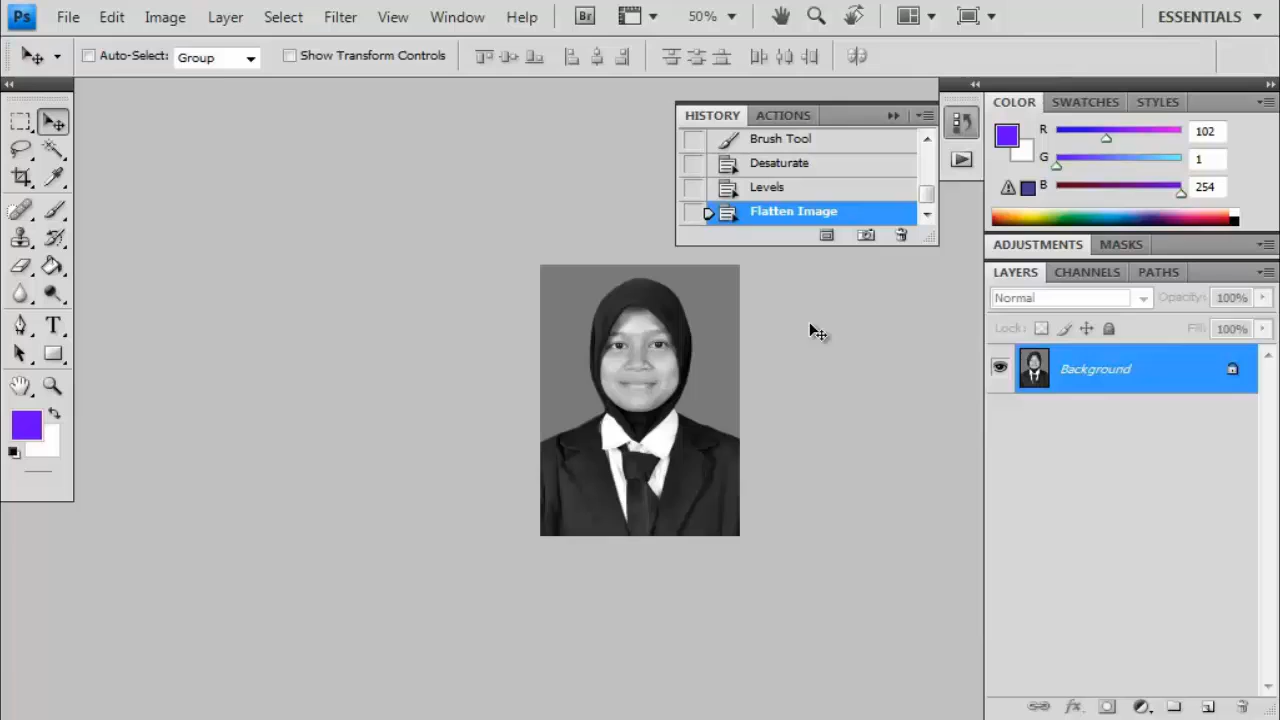 Ps File Edit Image Layer Select Filter View Window Help Br 50% ESSENTIALS
Auto-Select: Group Show Transform Controls
HISTORY ACTIONS
Brush Tool
Desaturate
Levels
Flatten Image
COLOR SWATCHES STYLES
R 102
G 1
B 254
ADJUSTMENTS MASKS
LAYERS CHANNELS PATHS
Normal Opacity: 100%
Lock: Fill: 100%
Background
T
fx